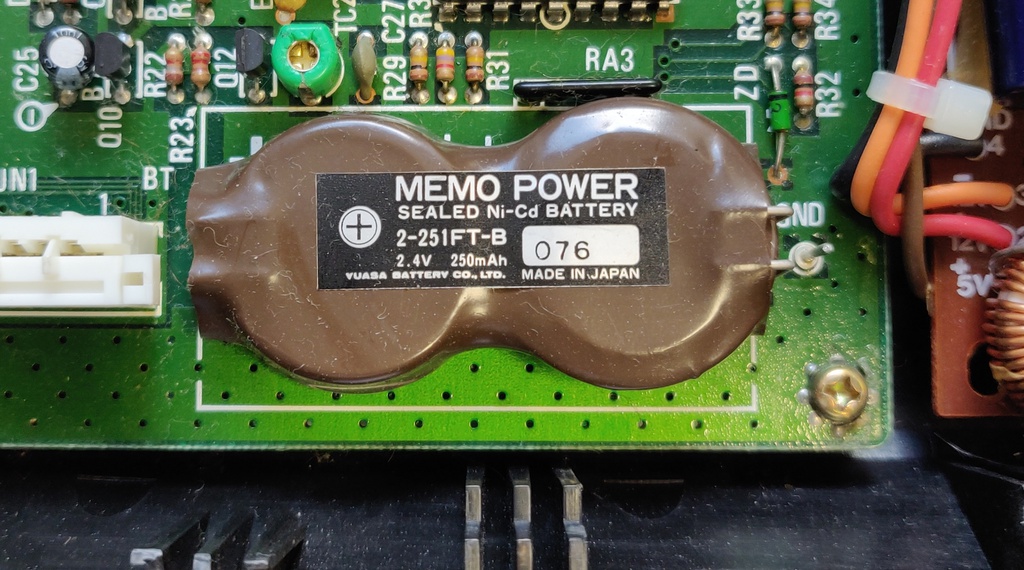 C25
B
Q10
R22
R23
Q12
TC2
C27
R29
R31
RA3
R33
R34
ZD
R32
UN1
1
BT
MEMO POWER
SEALED Ni-Cd BATTERY
2-251FT-B
2.4V 250mAh
076
YUASA BATTERY CO., LTD.
MADE IN JAPAN
GND
+
5V